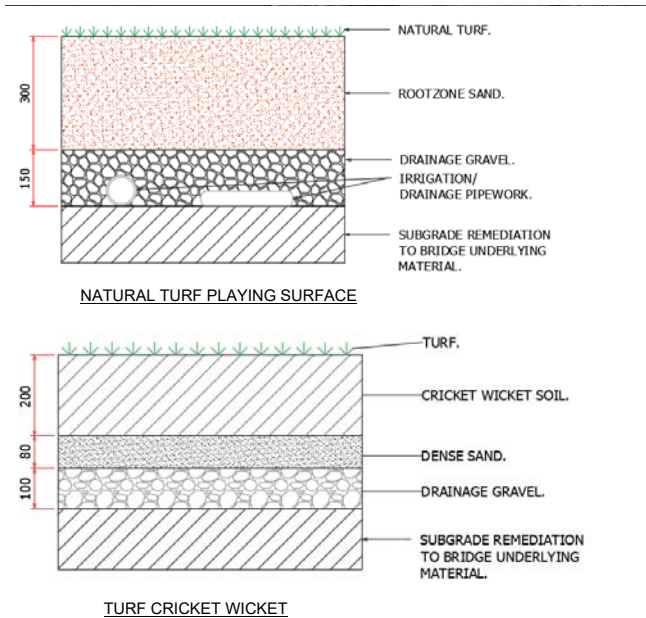 NATURAL TURF.
300
ROOTZONE SAND.
150
DRAINAGE GRAVEL.
IRRIGATION/
DRAINAGE PIPEWORK.
SUBGRADE REMEDIATION
TO BRIDGE UNDERLYING
MATERIAL.
NATURAL TURF PLAYING SURFACE
TURF.
200
CRICKET WICKET SOIL.
80
DENSE SAND.
100
DRAINAGE GRAVEL.
SUBGRADE REMEDIATION
TO BRIDGE UNDERLYING
MATERIAL.
TURF CRICKET WICKET